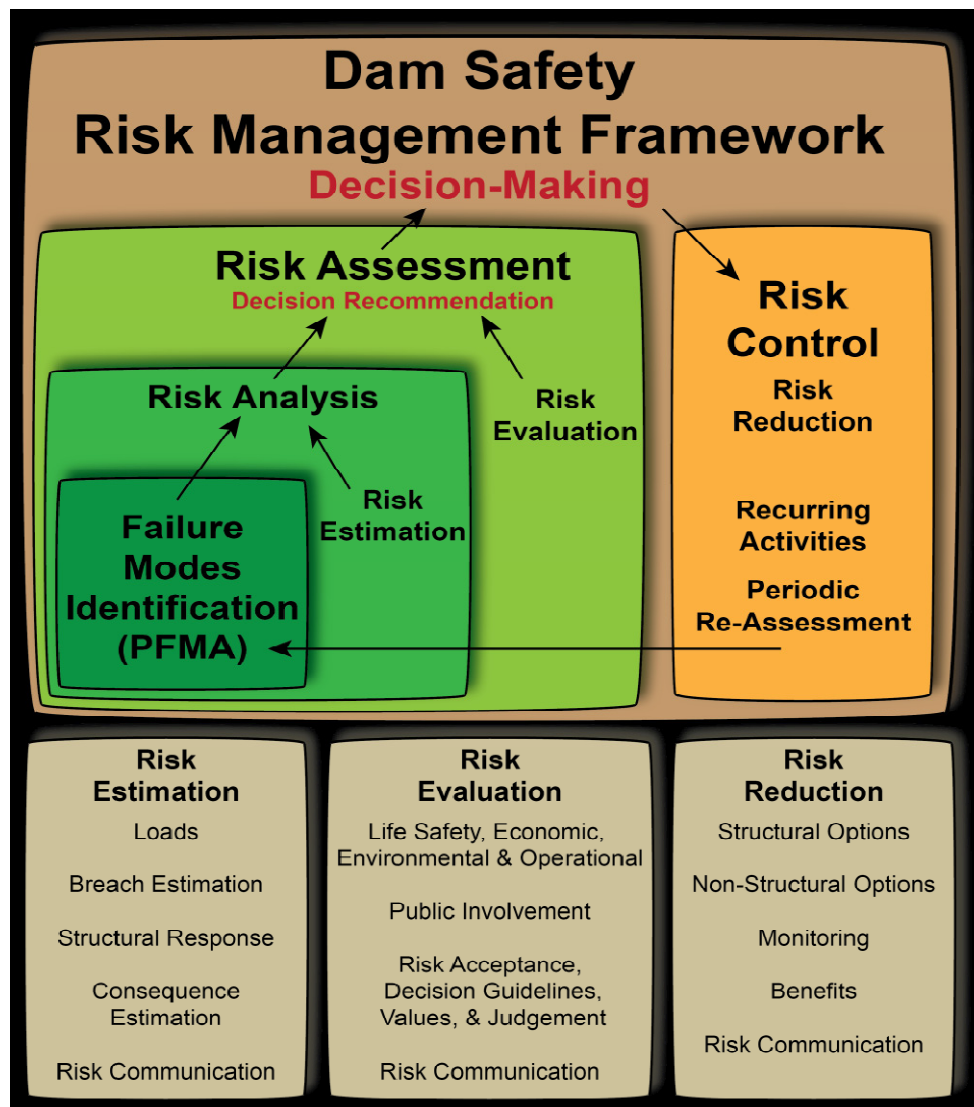 Dam Safety
Risk Management Framework
Decision-Making
Risk Assessment
Decision Recommendation
Risk Analysis
Risk
Evaluation
Risk
Estimation
Failure
Modes
Identification
(PFMA)
Risk
Control
Risk
Reduction
Recurring
Activities
Periodic
Re-Assessment
Risk
Estimation
Loads
Breach Estimation
Structural Response
Consequence
Estimation
Risk Communication
Risk
Evaluation
Life Safety, Economic,
Environmental & Operational
Public Involvement
Risk Acceptance,
Decision Guidelines,
Values, & Judgement
Risk Communication
Risk
Reduction
Structural Options
Non-Structural Options
Monitoring
Benefits
Risk Communication